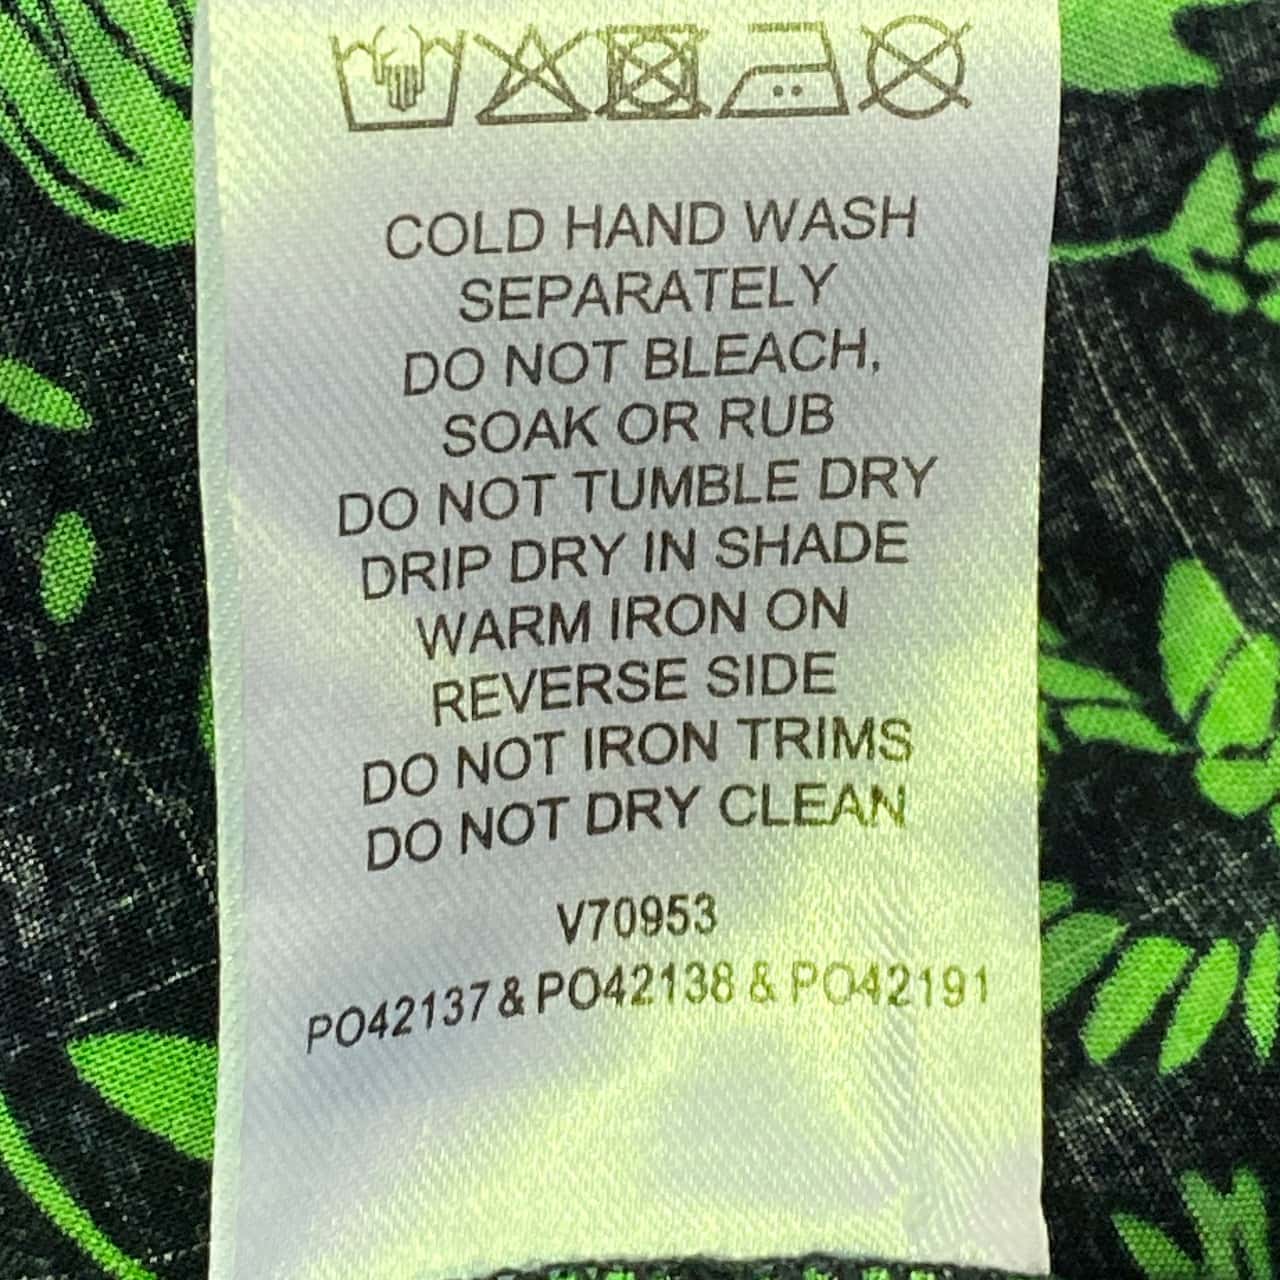 COLD HAND WASH
SEPARATELY
DO NOT BLEACH,
SOAK OR RUB
DO NOT TUMBLE DRY
DRIP DRY IN SHADE
WARM IRON ON
REVERSE SIDE
DO NOT IRON TRIMS
DO NOT DRY CLEAN
V70953
PO42137 & PO42138 & PO42191